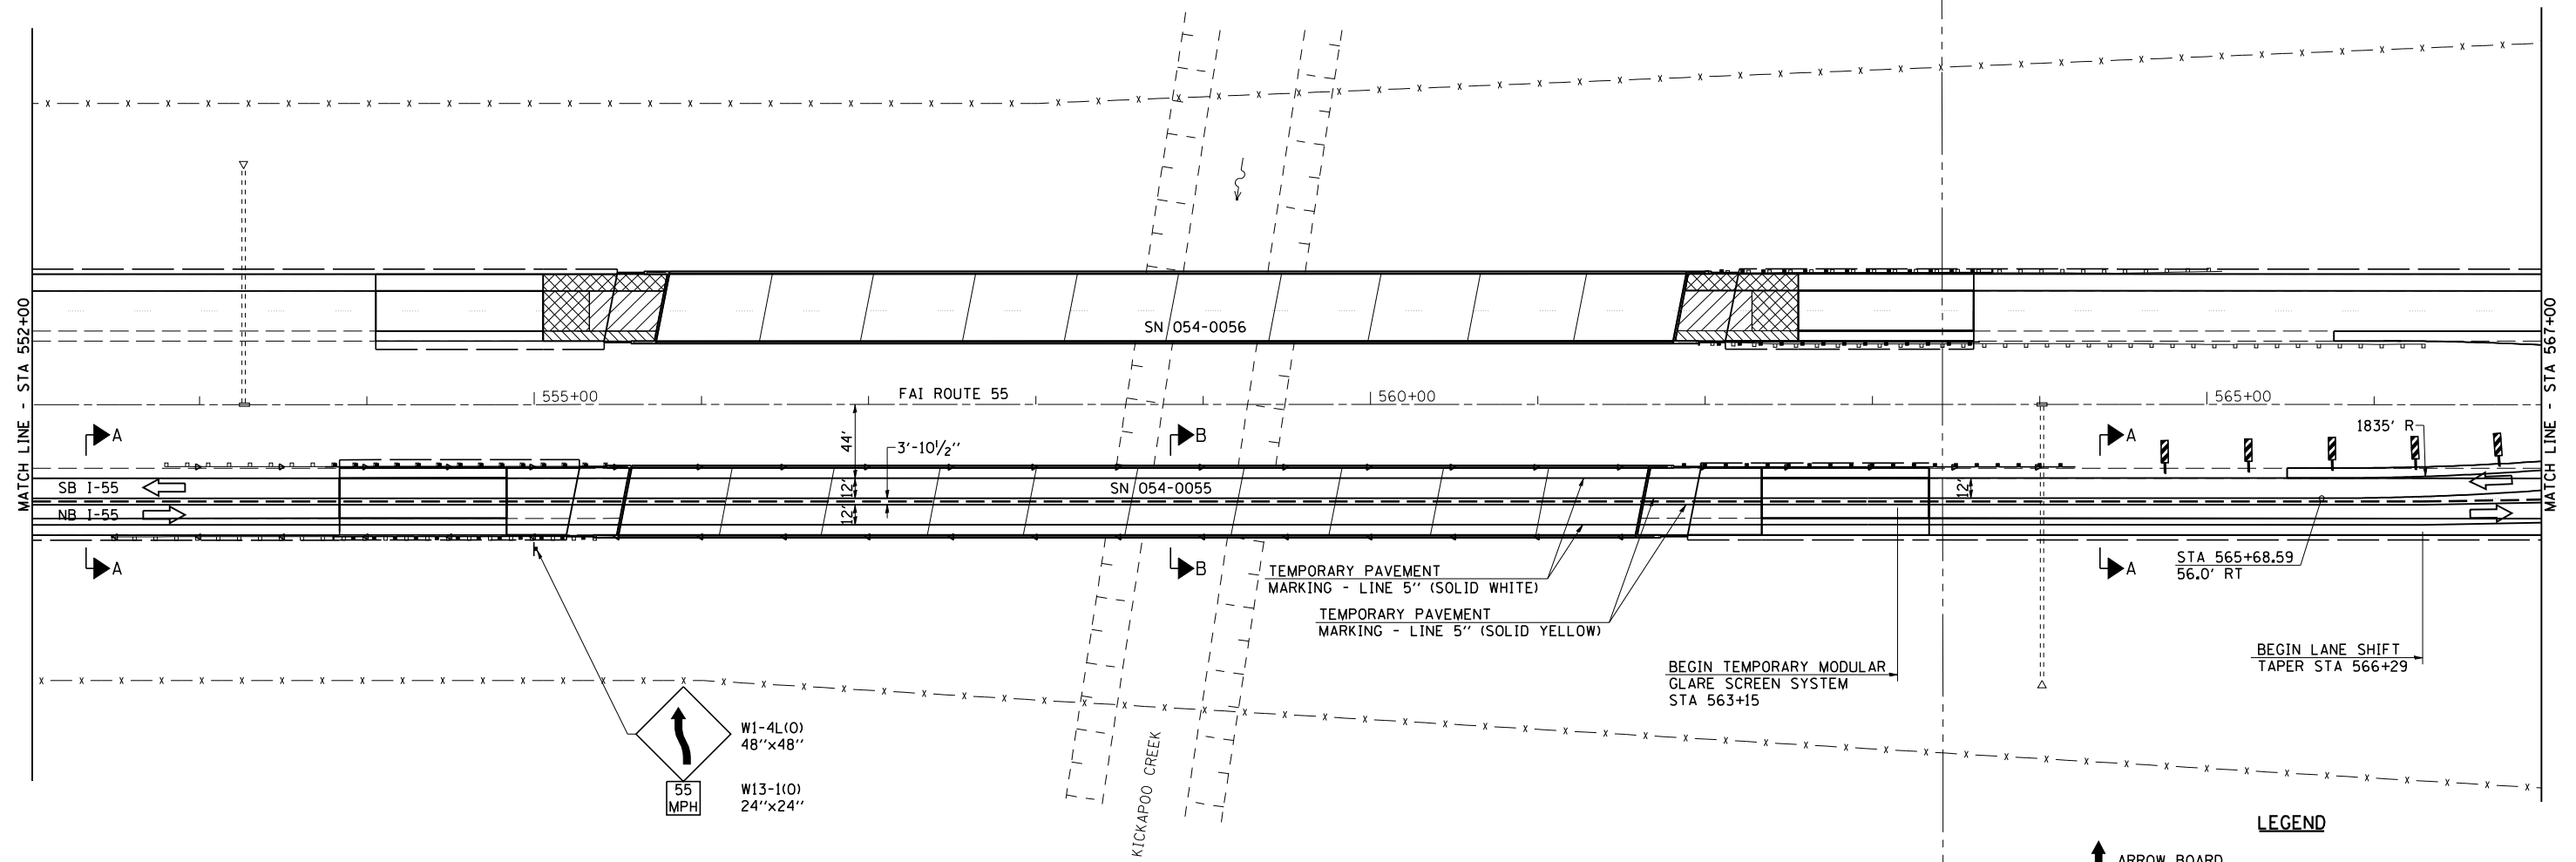 MATCH LINE - STA 552+00
MATCH LINE - STA 567+00
SN 054-0056
FAI ROUTE 55
555+00
560+00
565+00
A
B
A
44'
3'-10½''
1835' R
SB I-55
NB I-55
12'
12'
SN 054-0055
12'
A
B
A
TEMPORARY PAVEMENT
MARKING - LINE 5'' (SOLID WHITE)
TEMPORARY PAVEMENT
MARKING - LINE 5'' (SOLID YELLOW)
STA 565+68.59
56.0' RT
BEGIN TEMPORARY MODULAR
GLARE SCREEN SYSTEM
STA 563+15
BEGIN LANE SHIFT
TAPER STA 566+29
W1-4L(O)
48''x48''
55
MPH
W13-1(O)
24''x24''
KICKAPOO CREEK
LEGEND
ARROW BOARD